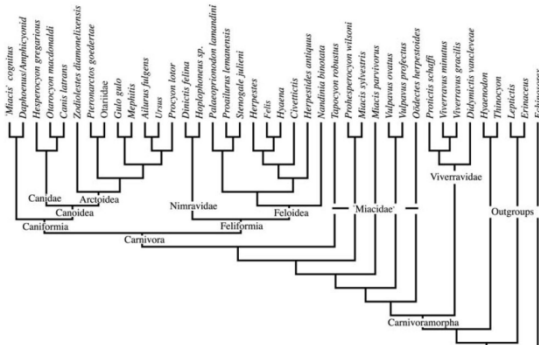 'Miacis' cognitus
Daphoenus/Amphicyonid
Hesperocyon gregarious
Otarocyon macdonaldi
Canis latrans
Zodiolestes diamonelixensis
Pteronarctos goedertae
Otariidae
Gulo gulo
Mephitis
Ailurus fulgens
Ursus
Procyon lotor
Dinictis felina
Hoplophoneus sp.
Palaeoprionodon lamandini
Proailurus lemanensis
Stenogale julieni
Herpestes
Felis
Hyaena
Civettictis
Herpestides antiquus
Nandinia binotata
Tapocyon robustus
Prohesperocyon wilsoni
Miacis sylvestris
Miacis parvivorus
Vulpavus ovatus
Vulpavus profectus
Oödectes herpestoides
Protictis schaffi
Viverravus minutus
Viverravus gracilis
Didymictis vancleveae
Hyaenodon
Thinocyon
Leptictis
Erinaceus
Viverravidae
Canidae
Arctoidea
Nimravidae
Feloidea
'Miacidae'
Outgroups
Canoidea
Caniformia
Feliformia
Carnivora
Carnivoramorpha